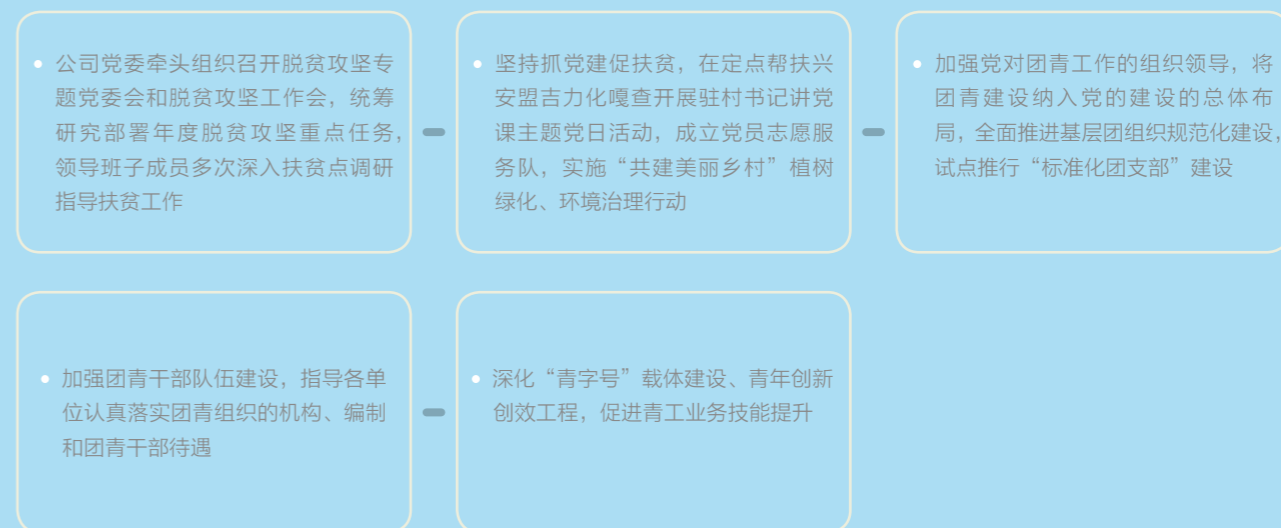 公司党委牵头组织召开脱贫攻坚专
题党委会和脱贫攻坚工作会，统筹
研究部署年度脱贫攻坚重点任务，
领导班子成员多次深入扶贫点调研
指导扶贫工作
坚持抓党建促扶贫，在定点帮扶兴
安盟吉力化嘎查开展驻村书记讲党
课主题党日活动，成立党员志愿服
务队，实施“共建美丽乡村”植树
绿化、环境治理行动
加强党对团青工作的组织领导，将
团青建设纳入党的建设的总体布
局，全面推进基层团组织规范化建设，
试点推行“标准化团支部”建设
加强团青干部队伍建设，指导各单
位认真落实团青组织的机构、编制
和团青干部待遇
深化“青字号”载体建设、青年创新
创效工程，促进青工业务技能提升